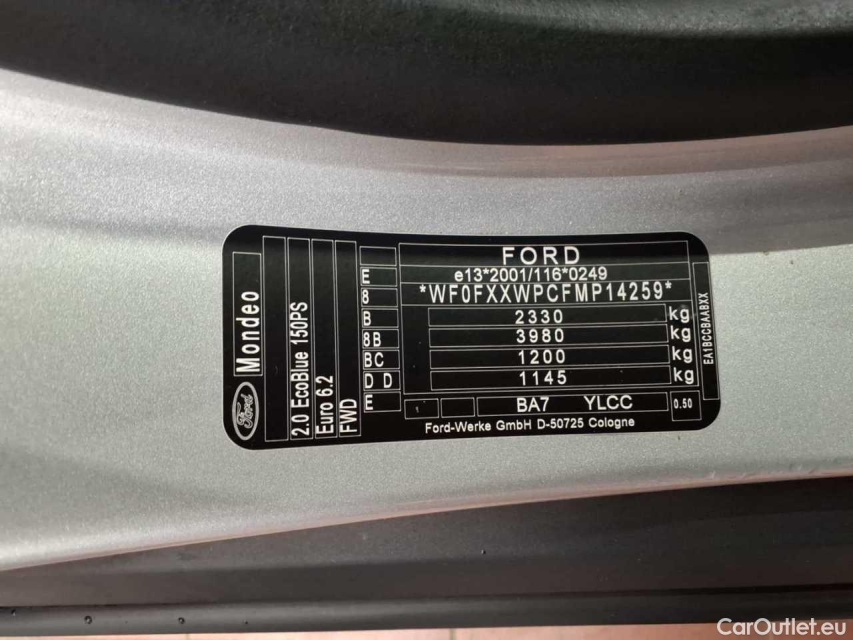 FORD
e13*2001/116*0249
*WF0FXXWPCFMP14259*
2330 kg
3980 kg
1200 kg
1145 kg
BA7 YLCC 0.50
Ford-Werke GmbH D-50725 Cologne
E
8
B
8B
BC
D D
E
Ford
Mondeo
2.0 EcoBlue 150PS
Euro 6.2
FWD
EA1BCCBAABXX
CarOutlet.eu